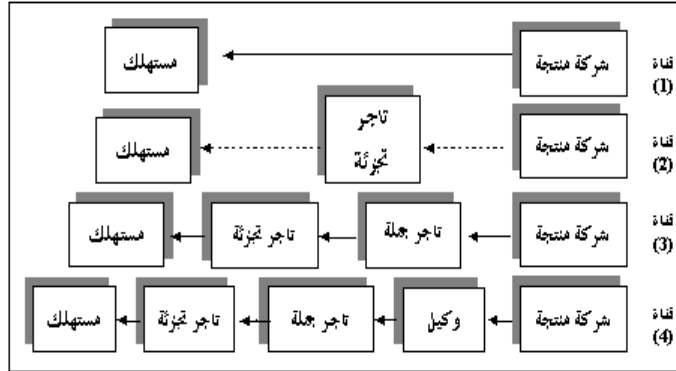 قناة
(1)
شركة منتجة
مستهلك
قناة
(2)
شركة منتجة
تاجر
تجزئة
مستهلك
قناة
(3)
شركة منتجة
تاجر جملة
تاجر تجزئة
مستهلك
قناة
(4)
شركة منتجة
وكيل
تاجر جملة
تاجر تجزئة
مستهلك